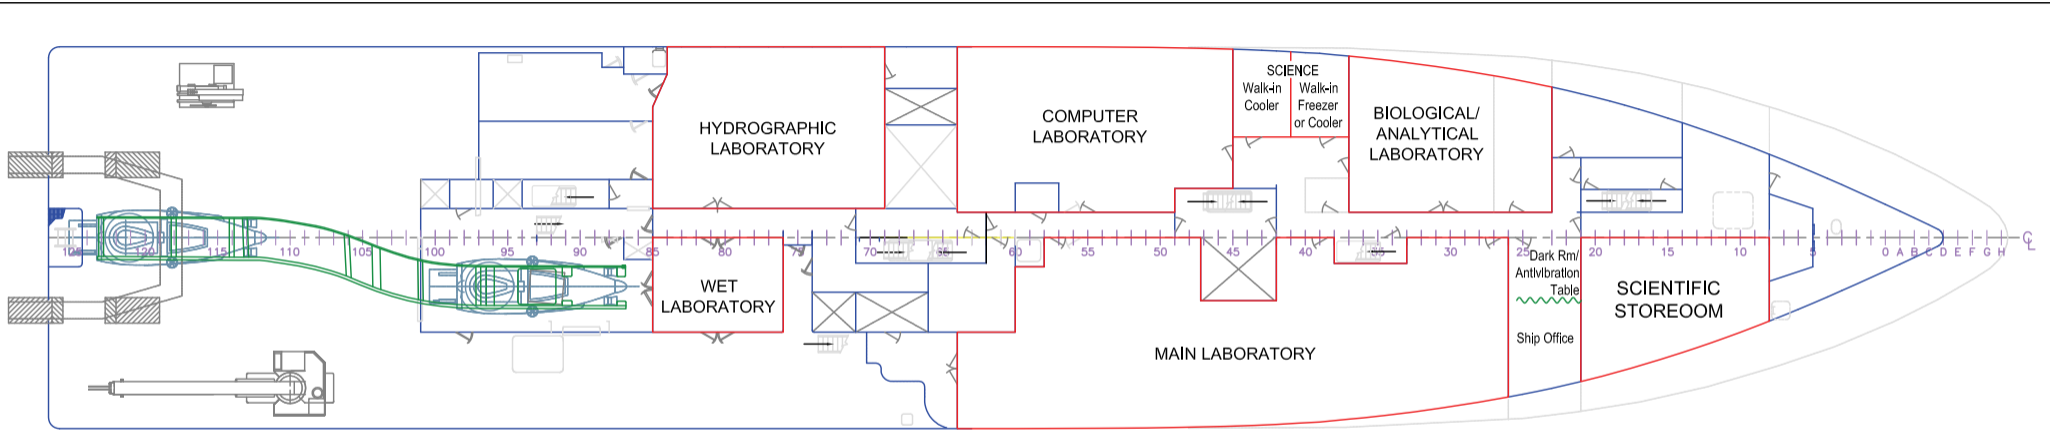 SCIENCE
Walk-in
Cooler
Walk-in
Freezer
or Cooler
HYDROGRAPHIC
LABORATORY
COMPUTER
LABORATORY
BIOLOGICAL/
ANALYTICAL
LABORATORY
125 120 115 110 105 100 95 90 85 80 75 70 65 60 55 50 45 40 35 30 25 20 15 10 5 0 A B C D E F G H
Dark Rm/
Antivibration
Table
WET
LABORATORY
SCIENTIFIC
STOREOOM
Ship Office
MAIN LABORATORY